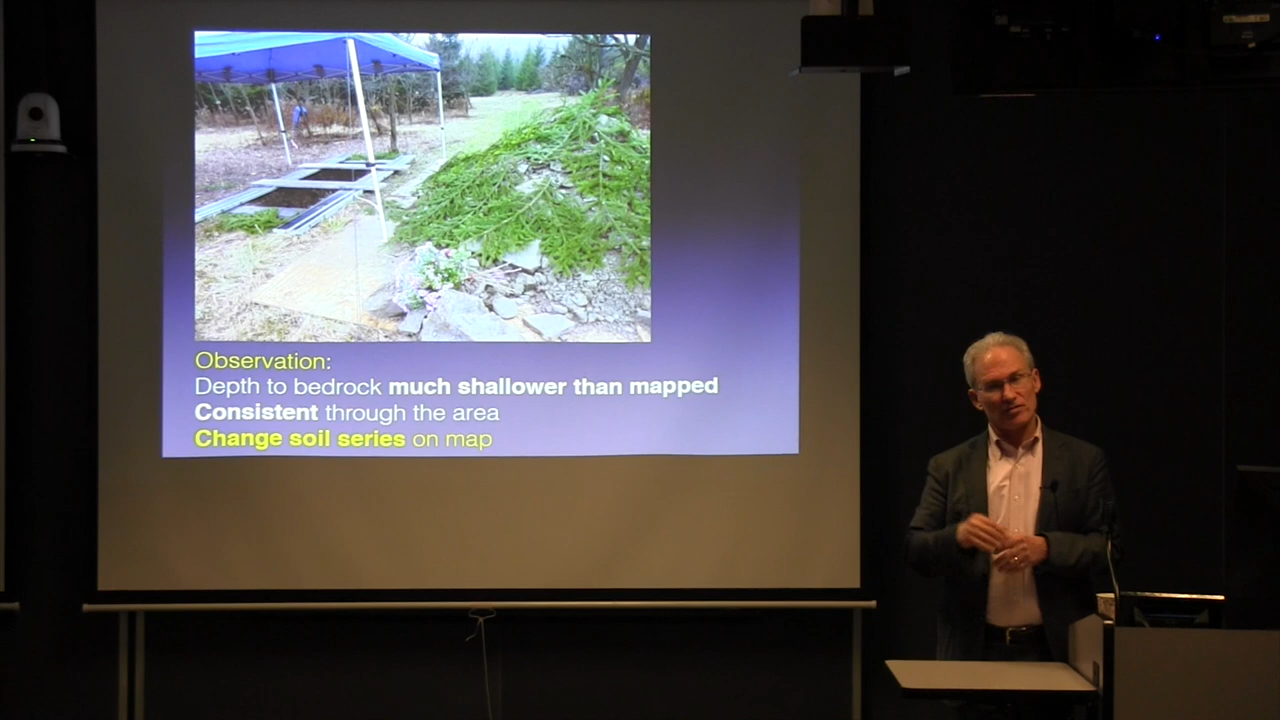 Observation:
Depth to bedrock much shallower than mapped
Consistent through the area
Change soil series on map